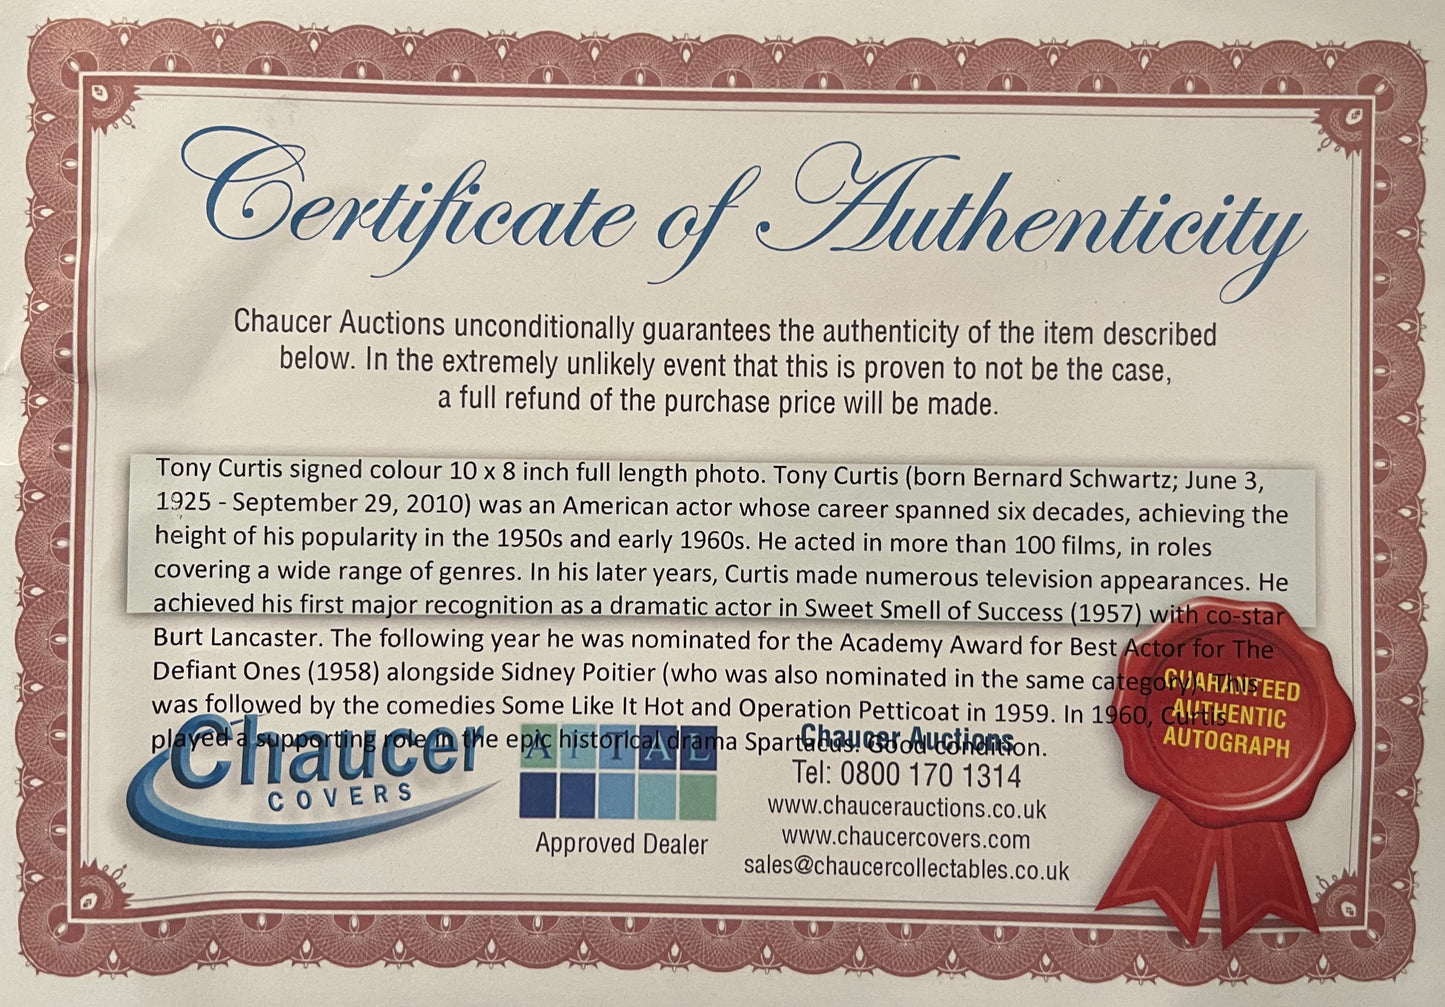 Certificate of Authenticity
Chaucer Auctions unconditionally guarantees the authenticity of the item described
below. In the extremely unlikely event that this is proven to not be the case,
a full refund of the purchase price will be made.
Tony Curtis signed colour 10 x 8 inch full length photo. Tony Curtis (born Bernard Schwartz; June 3,
1925 - September 29, 2010) was an American actor whose career spanned six decades, achieving the
height of his popularity in the 1950s and early 1960s. He acted in more than 100 films, in roles
covering a wide range of genres. In his later years, Curtis made numerous television appearances. He
achieved his first major recognition as a dramatic actor in Sweet Smell of Success (1957) with co-star
Burt Lancaster. The following year he was nominated for the Academy Award for Best Actor for The
Defiant Ones (1958) alongside Sidney Poitier (who was also nominated in the same category). This
was followed by the comedies Some Like It Hot and Operation Petticoat in 1959. In 1960, Curtis
played a supporting role in the epic historical drama Spartacus. Good condition.
GUARANTEED
AUTHENTIC
AUTOGRAPH
Chaucer
COVERS
AFTAL
Approved Dealer
Chaucer Auctions
Tel: 0800 170 1314
www.chaucerauctions.co.uk
www.chaucercovers.com
sales@chaucercollectables.co.uk